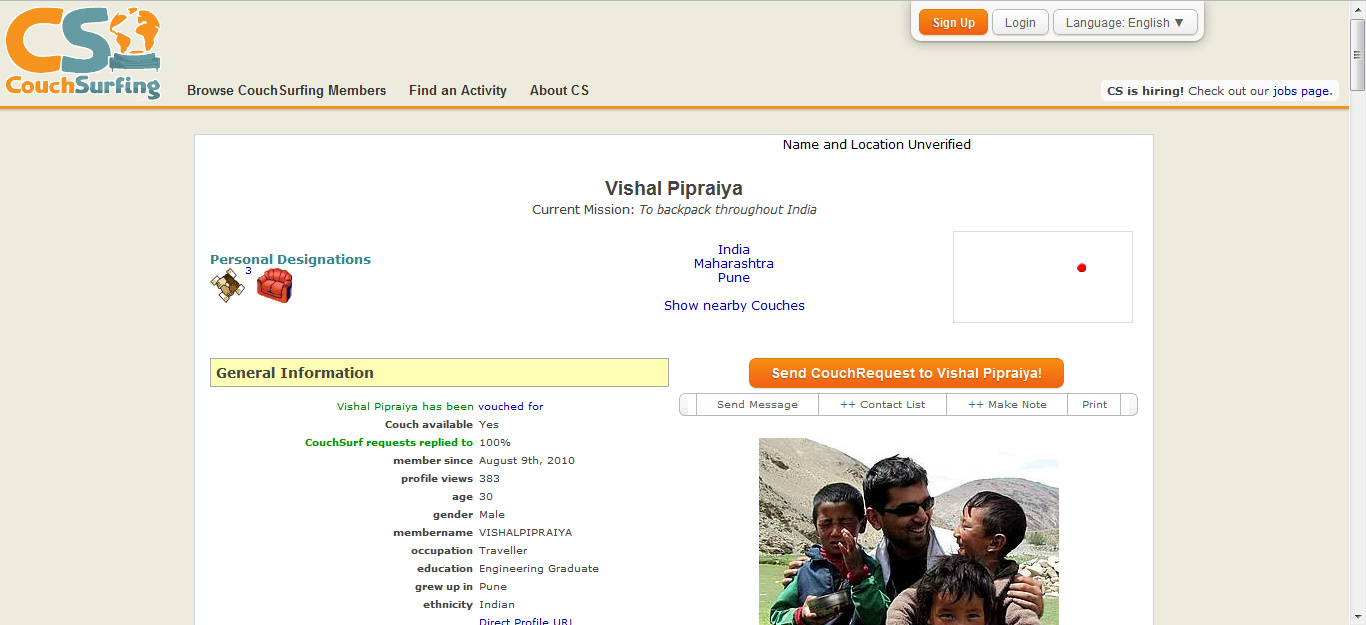 CS
CouchSurfing
Sign Up Login Language: English ▼
Browse CouchSurfing Members Find an Activity About CS
CS is hiring! Check out our jobs page.
Name and Location Unverified
Vishal Pipraiya
Current Mission: To backpack throughout India
Personal Designations
3
India
Maharashtra
Pune
Show nearby Couches
General Information
Vishal Pipraiya has been vouched for
Couch available Yes
CouchSurf requests replied to 100%
member since August 9th, 2010
profile views 383
age 30
gender Male
membername VISHALPIPRAIYA
occupation Traveller
education Engineering Graduate
grew up in Pune
ethnicity Indian
Direct Profile URL
Send CouchRequest to Vishal Pipraiya!
Send Message ++ Contact List ++ Make Note Print